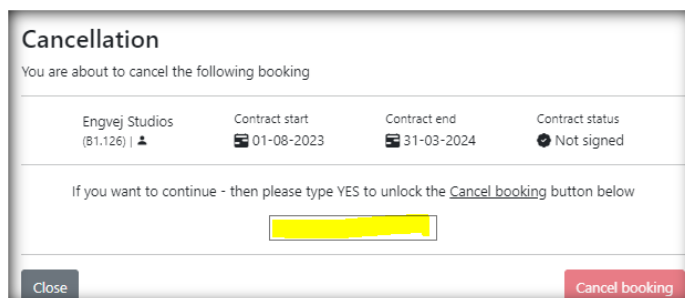 Cancellation
You are about to cancel the following booking
Engvej Studios
(B1.126) |
Contract start
01-08-2023
Contract end
31-03-2024
Contract status
Not signed
If you want to continue - then please type YES to unlock the Cancel booking button below
Close
Cancel booking